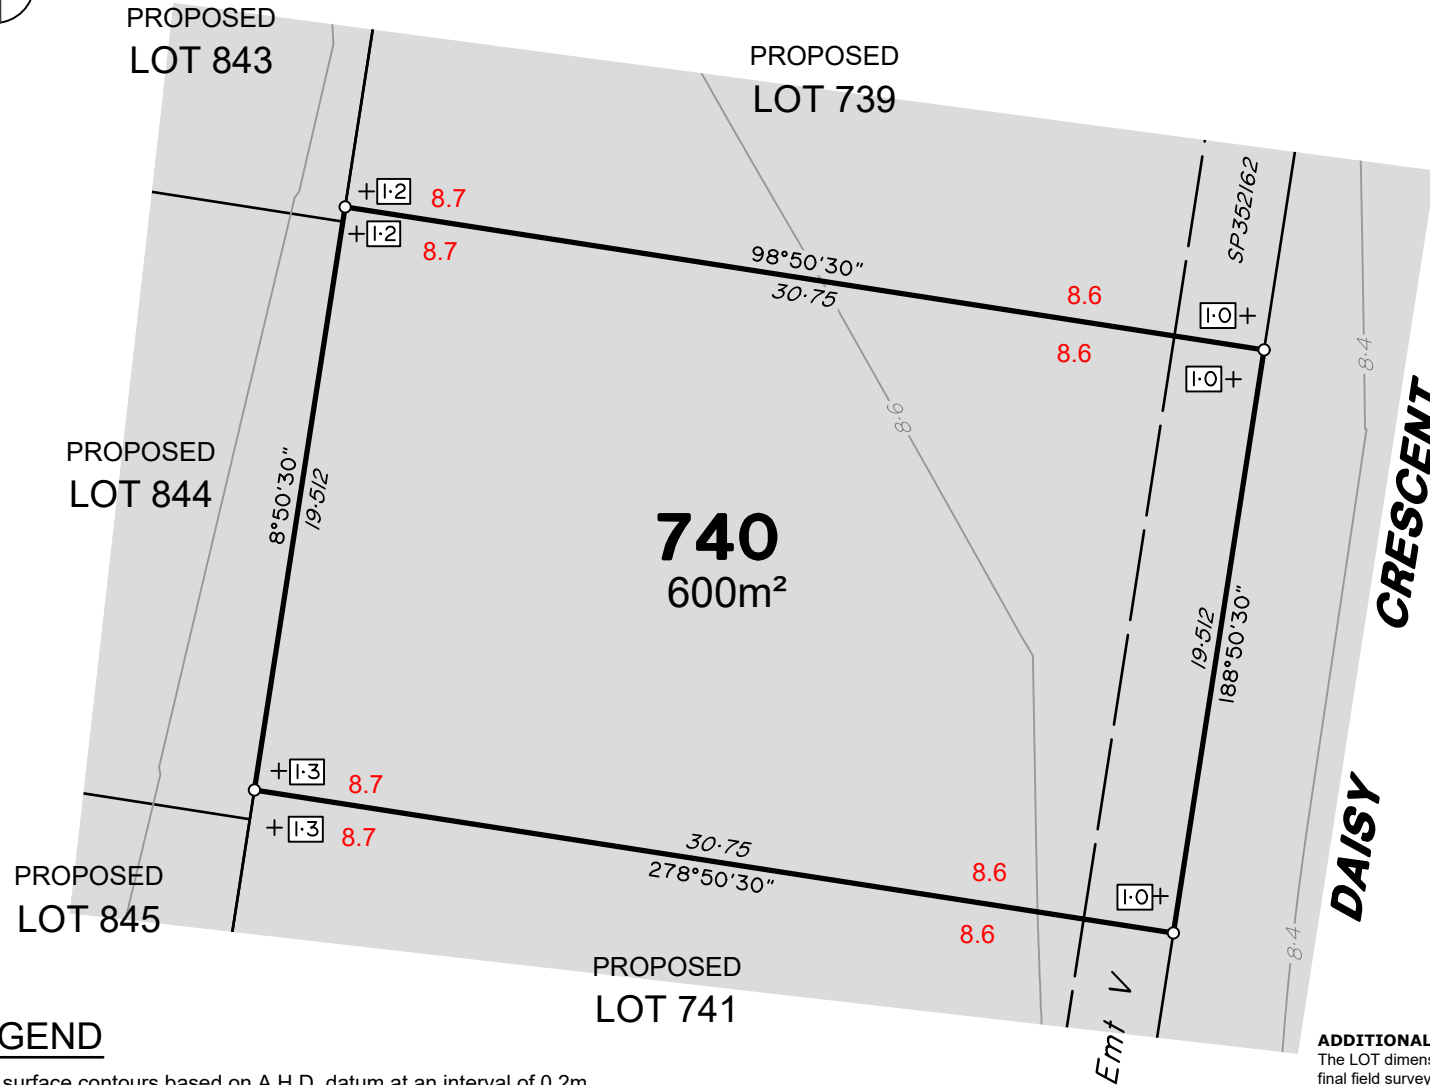 PROPOSED
LOT 843
PROPOSED
LOT 739
SP352162
1·2
8.7
1·2
8.7
98°50'30"
30·75
8.6
8.6
1·0
1·0
8·4
8·6
CRESCENT
PROPOSED
LOT 844
8°50'30"
19·512
740
600m²
19·512
188°50'30"
DAISY
1·3
8.7
1·3
8.7
30·75
278°50'30"
8.6
8.6
1·0
8·4
PROPOSED
LOT 845
PROPOSED
LOT 741
Emt V
GEND
surface contours based on A.H.D. datum at an interval of 0.2m
ADDITIONAL
The LOT dimens
final field survey